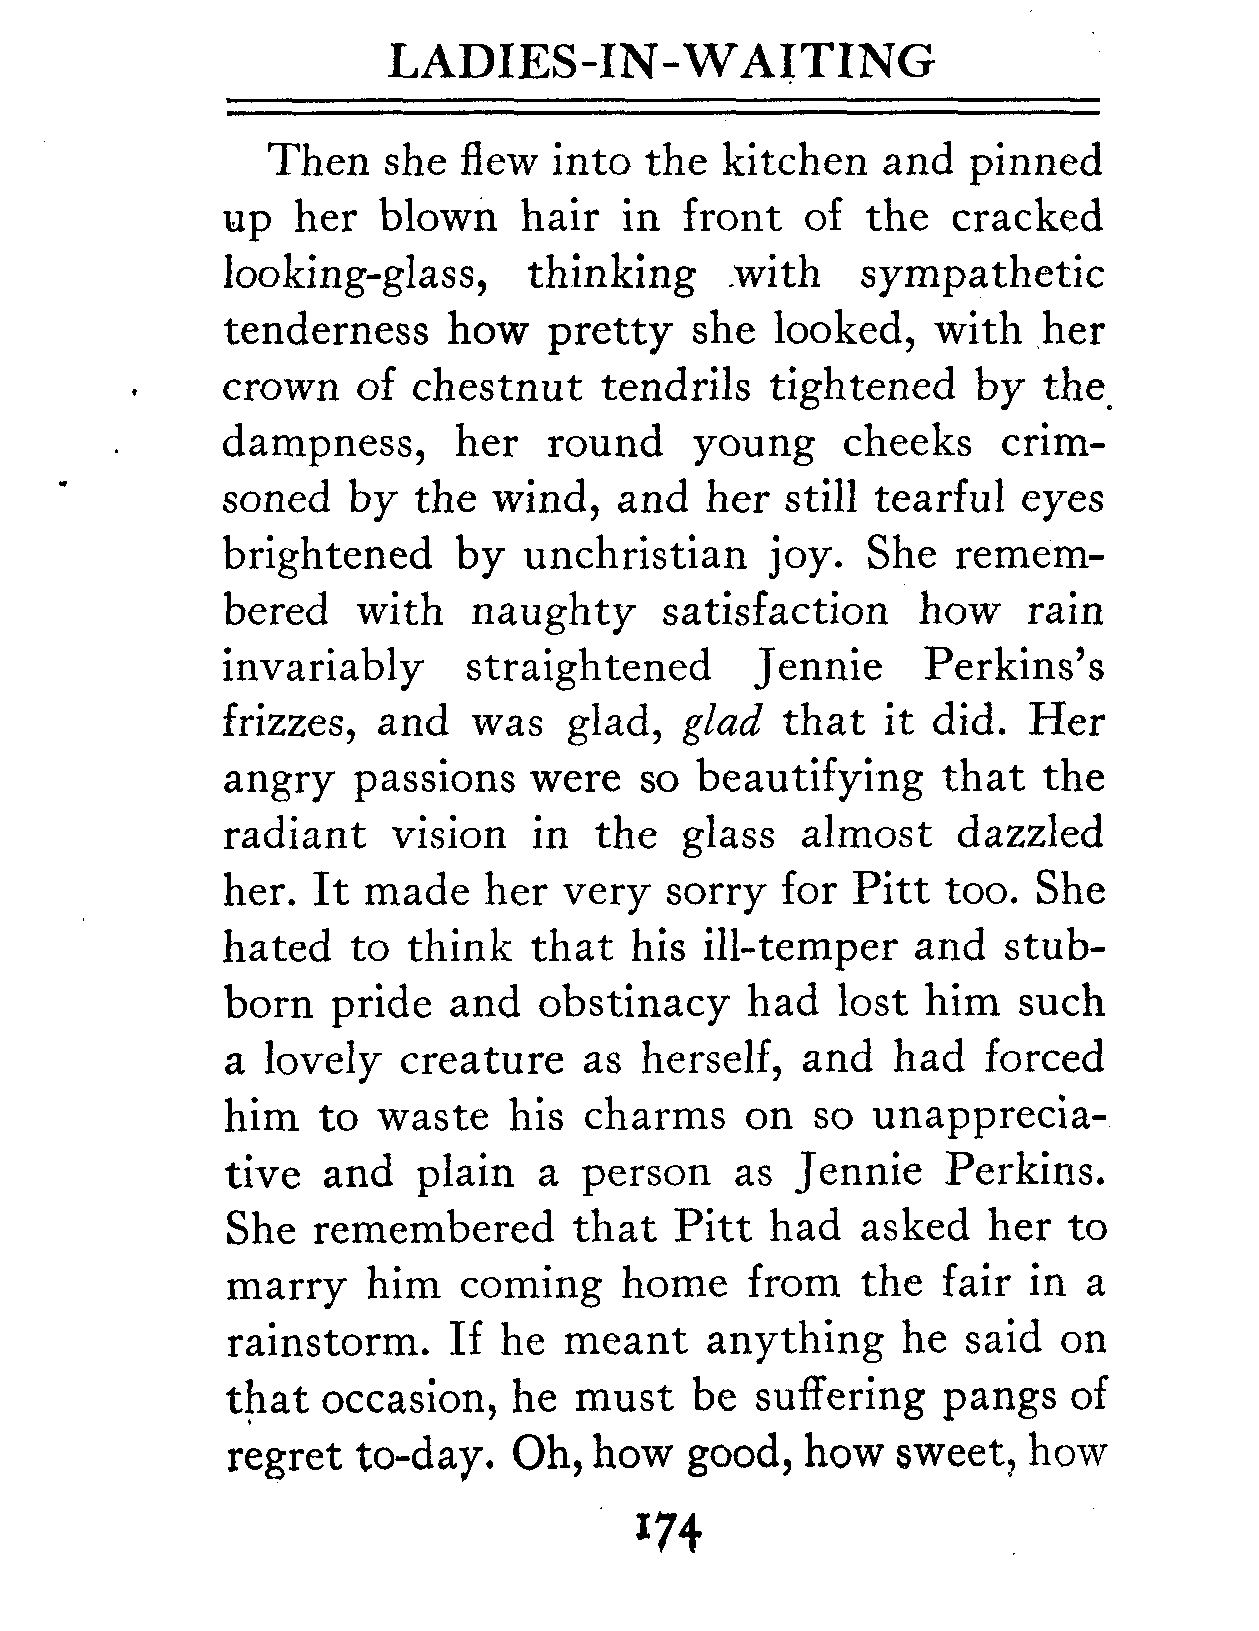 LADIES-IN-WAITING
Then she flew into the kitchen and pinned
up her blown hair in front of the cracked
looking-glass, thinking with sympathetic
tenderness how pretty she looked, with her
crown of chestnut tendrils tightened by the
dampness, her round young cheeks crim-
soned by the wind, and her still tearful eyes
brightened by unchristian joy. She remem-
bered with naughty satisfaction how rain
invariably straightened Jennie Perkins's
frizzes, and was glad, glad that it did. Her
angry passions were so beautifying that the
radiant vision in the glass almost dazzled
her. It made her very sorry for Pitt too. She
hated to think that his ill-temper and stub-
born pride and obstinacy had lost him such
a lovely creature as herself, and had forced
him to waste his charms on so unapprecia-
tive and plain a person as Jennie Perkins.
She remembered that Pitt had asked her to
marry him coming home from the fair in a
rainstorm. If he meant anything he said on
that occasion, he must be suffering pangs of
regret to-day. Oh, how good, how sweet, how
174